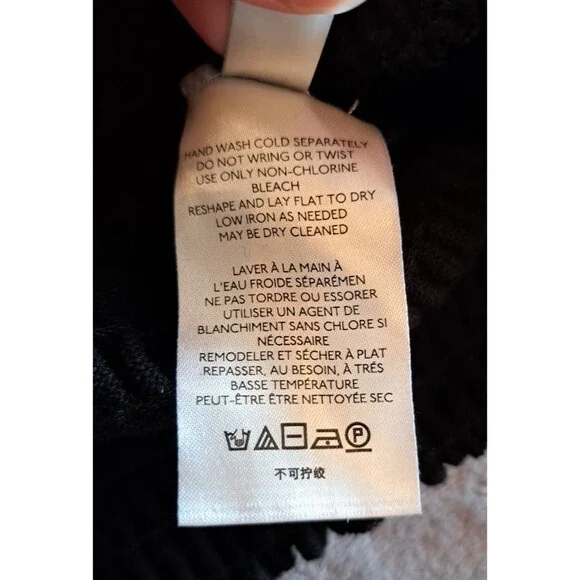 HAND WASH COLD SEPARATELY
DO NOT WRING OR TWIST
USE ONLY NON-CHLORINE
BLEACH
RESHAPE AND LAY FLAT TO DRY
LOW IRON AS NEEDED
MAY BE DRY CLEANED
LAVER À LA MAIN À
L'EAU FROIDE SÉPARÉMEN
NE PAS TORDRE OU ESSORER
UTILISER UN AGENT DE
BLANCHIMENT SANS CHLORE SI
NÉCESSAIRE
REMODELER ET SÉCHER À PLAT
REPASSER, AU BESOIN, À TRÉS
BASSE TEMPÉRATURE
PEUT-ÊTRE ÊTRE NETTOYÉE SEC
P
不可拧绞